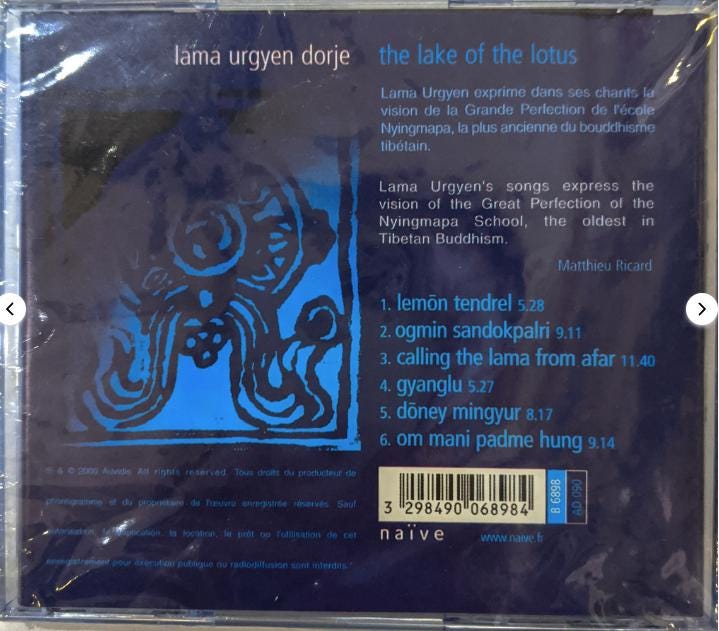 lama urgyen dorje
the lake of the lotus
Lama Urgyen exprime dans ses chants la
vision de la Grande Perfection de l'école
Nyingmapa, la plus ancienne du bouddhisme
tibétain.
Lama Urgyen's songs express the
vision of the Great Perfection of the
Nyingmapa School, the oldest in
Tibetan Buddhism.
Matthieu Ricard
1. lemōn tendrel 5.28
2. ogmin sandokpalri 9.11
3. calling the lama from afar 11.40
4. gyanglu 5.27
5. dōney mingyur 8.17
6. om mani padme hung 9.14
℗ & © 2000 Auvidis. All rights reserved. Tous droits du producteur de
phonogramme et du propriétaire de l'œuvre enregistrée réservés. Sauf
autorisation, la duplication, la location, le prêt ou l'utilisation de cet
enregistrement pour exécution publique ou radiodiffusion sont interdits.
3 298490 068984
B 6898
AD 090
naïve
www.naive.fr